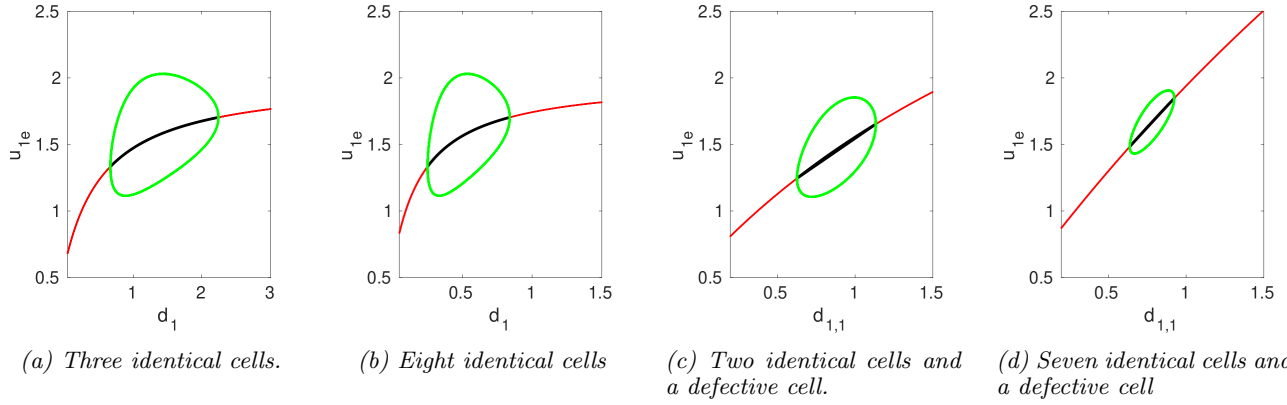 2.5
2
1.5
1
0.5
u1e
1
2
3
d1
(a) Three identical cells.
2.5
2
1.5
1
0.5
u1e
0.5
1
1.5
d1
(b) Eight identical cells
2.5
2
1.5
1
0.5
u1e
0.5
1
1.5
d1,1
(c) Two identical cells and
a defective cell.
2.5
2
1.5
1
0.5
u1e
0.5
1
1.5
d1,1
(d) Seven identical cells and
a defective cell